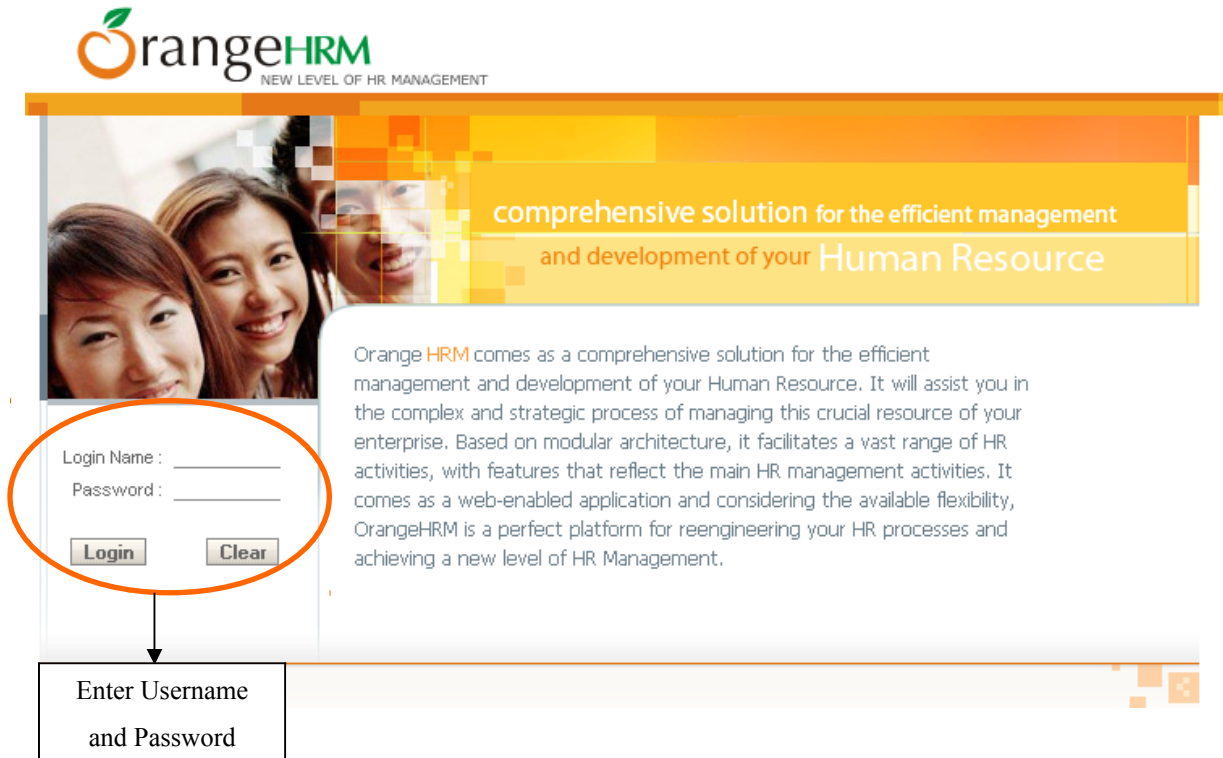 OrangeHRM
NEW LEVEL OF HR MANAGEMENT
comprehensive solution for the efficient management
and development of your Human Resource
Orange HRM comes as a comprehensive solution for the efficient
management and development of your Human Resource. It will assist you in
the complex and strategic process of managing this crucial resource of your
enterprise. Based on modular architecture, it facilitates a vast range of HR
activities, with features that reflect the main HR management activities. It
comes as a web-enabled application and considering the available flexibility,
OrangeHRM is a perfect platform for reengineering your HR processes and
achieving a new level of HR Management.
Login Name :
Password :
Login Clear
Enter Username
and Password